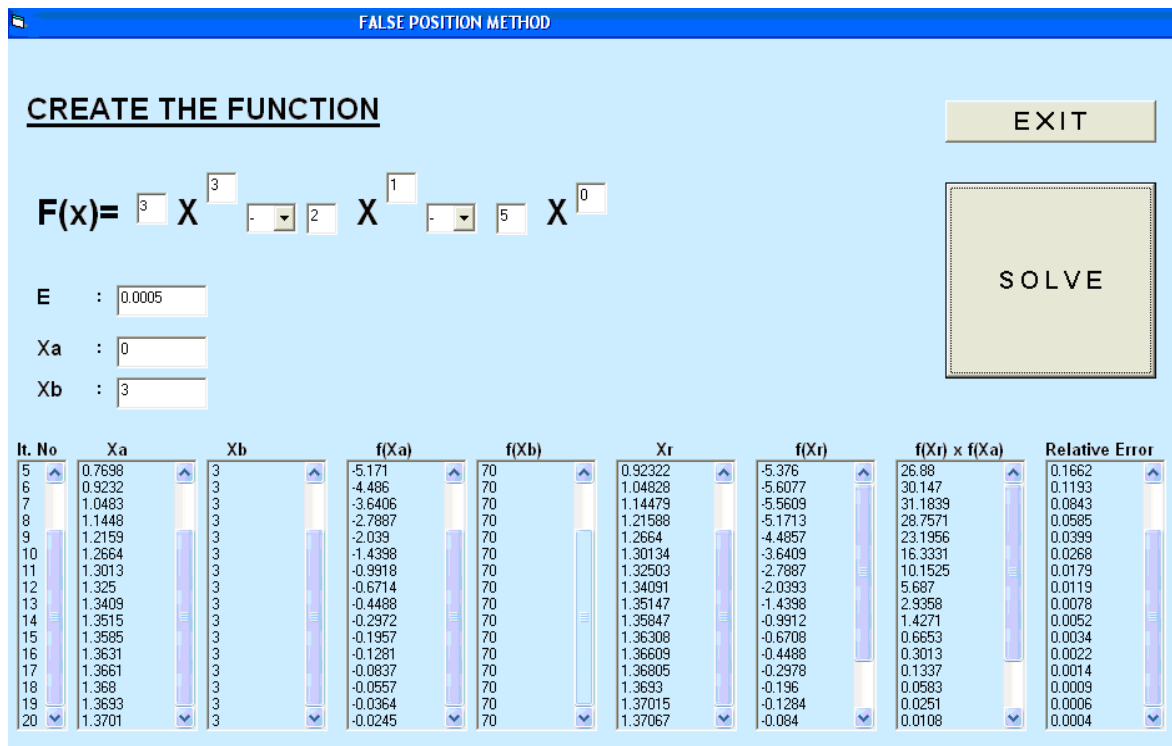 FALSE POSITION METHOD
CREATE THE FUNCTION
EXIT
F(x)= 3 X 3 - 2 X 1 - 5 X 0
SOLVE
E : 0.0005
Xa : 0
Xb : 3
It. No Xa Xb f(Xa) f(Xb) Xr f(Xr) f(Xr) x f(Xa) Relative Error
5 0.7698 3 -5.171 70 0.92322 -5.376 26.88 0.1662
6 0.9232 3 -4.486 70 1.04828 -5.6077 30.147 0.1193
7 1.0483 3 -3.6406 70 1.14479 -5.5609 31.1839 0.0843
8 1.1448 3 -2.7887 70 1.21588 -5.1713 28.7571 0.0585
9 1.2159 3 -2.039 70 1.2664 -4.4857 23.1956 0.0399
10 1.2664 3 -1.4398 70 1.30134 -3.6409 16.3331 0.0268
11 1.3013 3 -0.9918 70 1.32503 -2.7887 10.1525 0.0179
12 1.325 3 -0.6714 70 1.34091 -2.0393 5.687 0.0119
13 1.3409 3 -0.4488 70 1.35147 -1.4398 2.9358 0.0078
14 1.3515 3 -0.2972 70 1.35847 -0.9912 1.4271 0.0052
15 1.3585 3 -0.1957 70 1.36308 -0.6708 0.6653 0.0034
16 1.3631 3 -0.1281 70 1.36609 -0.4488 0.3013 0.0022
17 1.3661 3 -0.0837 70 1.36805 -0.2978 0.1337 0.0014
18 1.368 3 -0.0557 70 1.3693 -0.196 0.0583 0.0009
19 1.3693 3 -0.0364 70 1.37015 -0.1284 0.0251 0.0006
20 1.3701 3 -0.0245 70 1.37067 -0.084 0.0108 0.0004